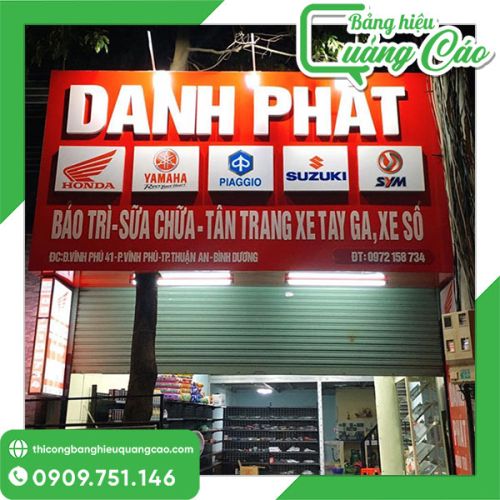 Bảng hiệu
Quảng Cáo
DANH PHÁT
HONDA
YAMAHA
PIAGGIO
SUZUKI
SYM
BẢO TRÌ-SỮA CHỮA-TÂN TRANG XE TAY GA, XE SỐ
ĐC:Đ.VĨNH PHÚ 41-P.VĨNH PHÚ-TP.THUẬN AN-BÌNH DƯƠNG
ĐT: 0972 158 734
thicongbanghieuquangcao.com
0909.751.146